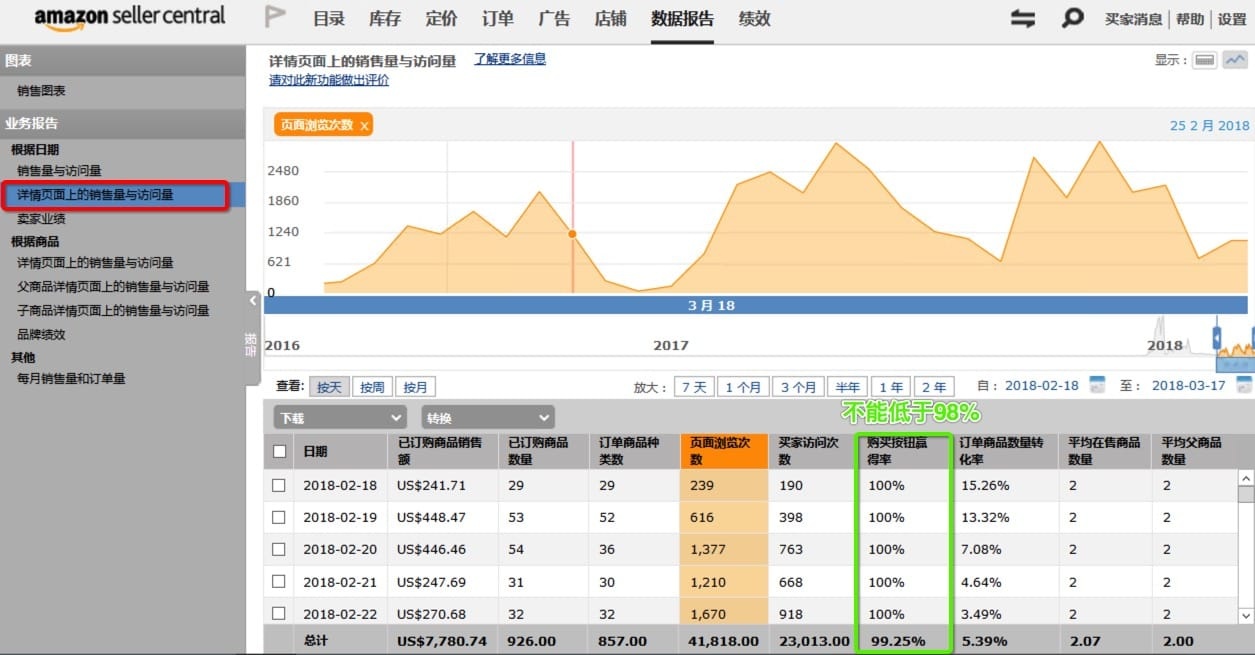 amazon seller central
目录 库存 定价 订单 广告 店铺 数据报告 绩效
买家消息 | 帮助 | 设置
图表
销售图表
业务报告
根据日期
销售量与访问量
详情页面上的销售量与访问量
卖家业绩
根据商品
详情页面上的销售量与访问量
父商品详情页面上的销售量与访问量
子商品详情页面上的销售量与访问量
品牌绩效
其他
每月销售量和订单量
报告
详情页面上的销售量与访问量 了解更多信息
请对此新功能做出评价
显示：
页面浏览次数 x
25 2 月 2018
2480
1860
1240
621
0
3 月 18
2016 2017 2018
查看: 按天 按周 按月
放大： 7 天 1 个月 3 个月 半年 1 年 2 年
自： 2018-02-18 至： 2018-03-17
不能低于98%
下载 转换
日期 已订购商品销售额 已订购商品数量 订单商品种类数 页面浏览次数 买家访问次数 购买按钮赢得率 订单商品数量转化率 平均在售商品数量 平均父商品数量
2018-02-18 US$241.71 29 29 239 190 100% 15.26% 2 2
2018-02-19 US$448.47 53 52 616 398 100% 13.32% 2 2
2018-02-20 US$446.46 54 36 1,377 763 100% 7.08% 2 2
2018-02-21 US$247.69 31 30 1,210 668 100% 4.64% 2 2
2018-02-22 US$270.68 32 32 1,670 918 100% 3.49% 2 2
总计 US$7,780.74 926.00 857.00 41,818.00 23,013.00 99.25% 5.39% 2.07 2.00